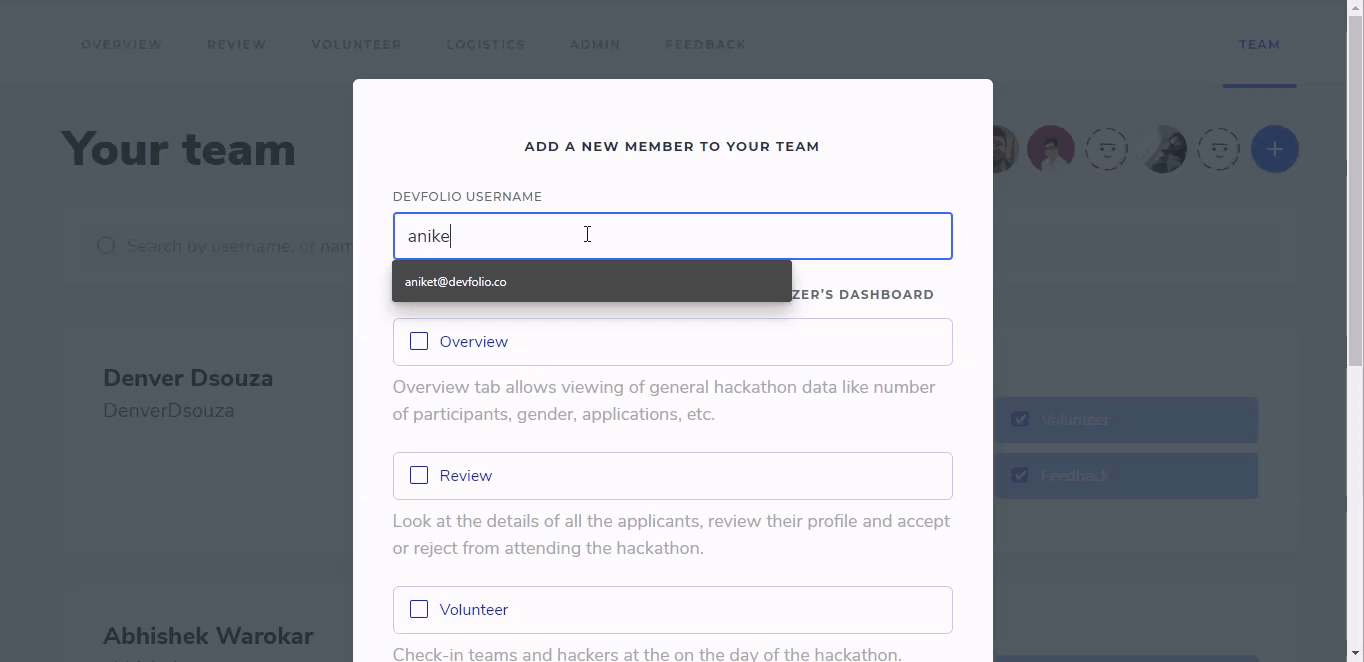 OVERVIEW REVIEW VOLUNTEER LOGISTICS ADMIN FEEDBACK TEAM
Your team
ADD A NEW MEMBER TO YOUR TEAM
DEVFOLIO USERNAME
Search by username, or nam
anike
aniket@devfolio.co
ZER'S DASHBOARD
Overview
Overview tab allows viewing of general hackathon data like number
of participants, gender, applications, etc.
Denver Dsouza
DenverDsouza
Volunteer
Feedback
Review
Look at the details of all the applicants, review their profile and accept
or reject from attending the hackathon.
Volunteer
Abhishek Warokar
Check-in teams and hackers at the on the day of the hackathon.